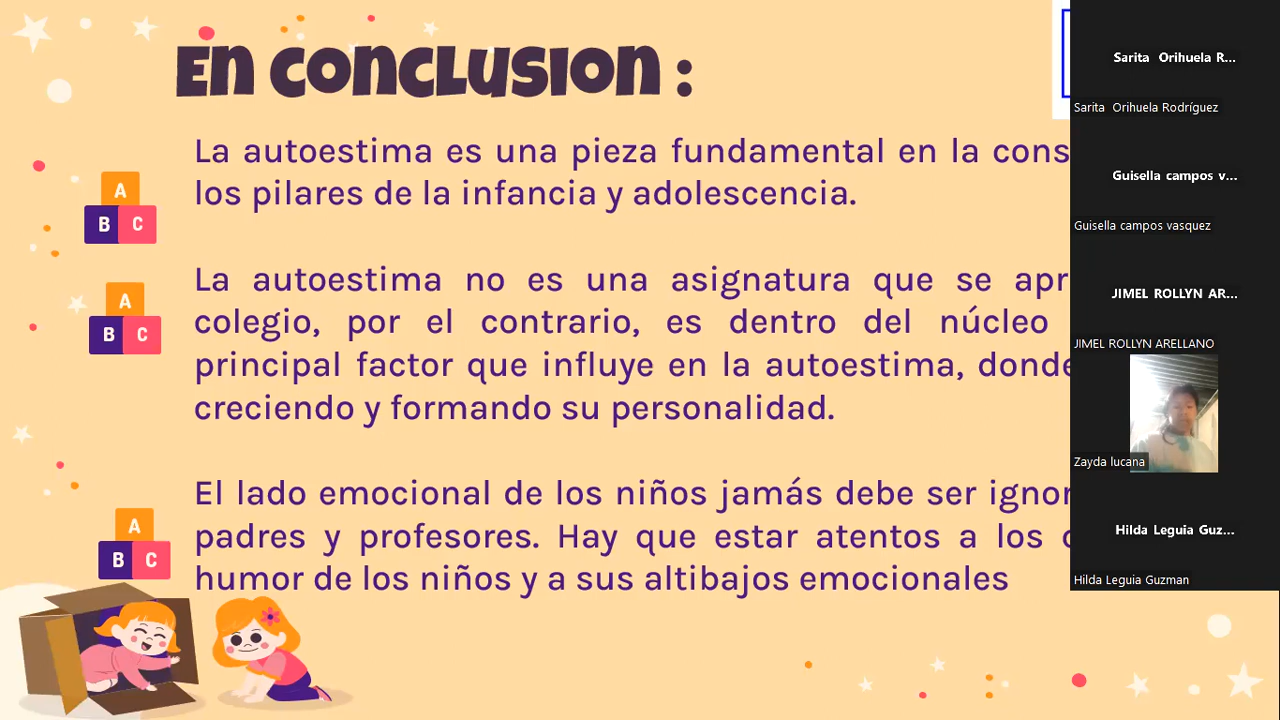 En conclusion :
La autoestima es una pieza fundamental en la
los pilares de la infancia y adolescencia.
La autoestima no es una asignatura que se
colegio, por el contrario, es dentro del núcleo
principal factor que influye en la autoestima,
creciendo y formando su personalidad.
El lado emocional de los niños jamás debe ser
padres y profesores. Hay que estar atentos a los
humor de los niños y a sus altibajos emocionales
A
B C
A
B C
A
B C
Sarita Orihuela R...
Sarita Orihuela Rodríguez
Guisella campos v...
Guisella campos vasquez
JIMEL ROLLYN AR...
JIMEL ROLLYN ARELLANO
Zayda lucana
Hilda Leguia Guz...
Hilda Leguia Guzman